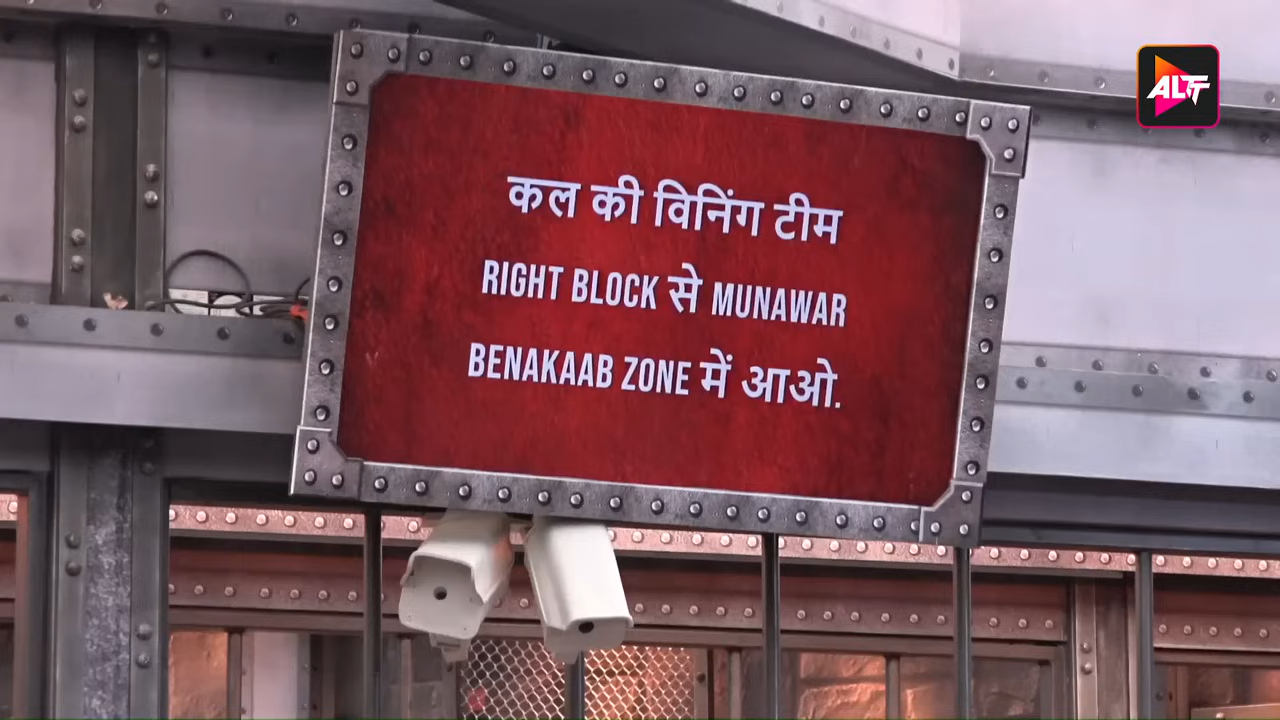 ALTT
कल की विनिंग टीम
RIGHT BLOCK से MUNAWAR
BENAKAAB ZONE में आओ.